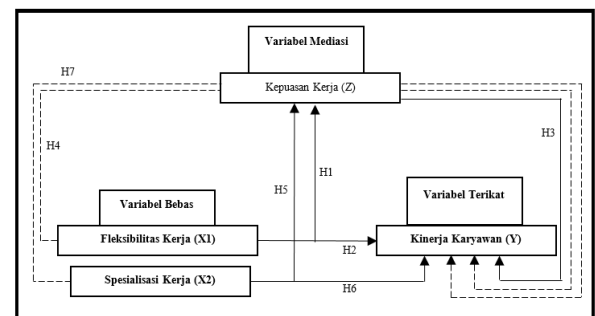 Variabel Mediasi
H7
Kepuasan Kerja (Z)
H4
H3
H5
H1
Variabel Bebas
Variabel Terikat
Fleksibilitas Kerja (X1)
Kinerja Karyawan (Y)
H2
Spesialisasi Kerja (X2)
H6